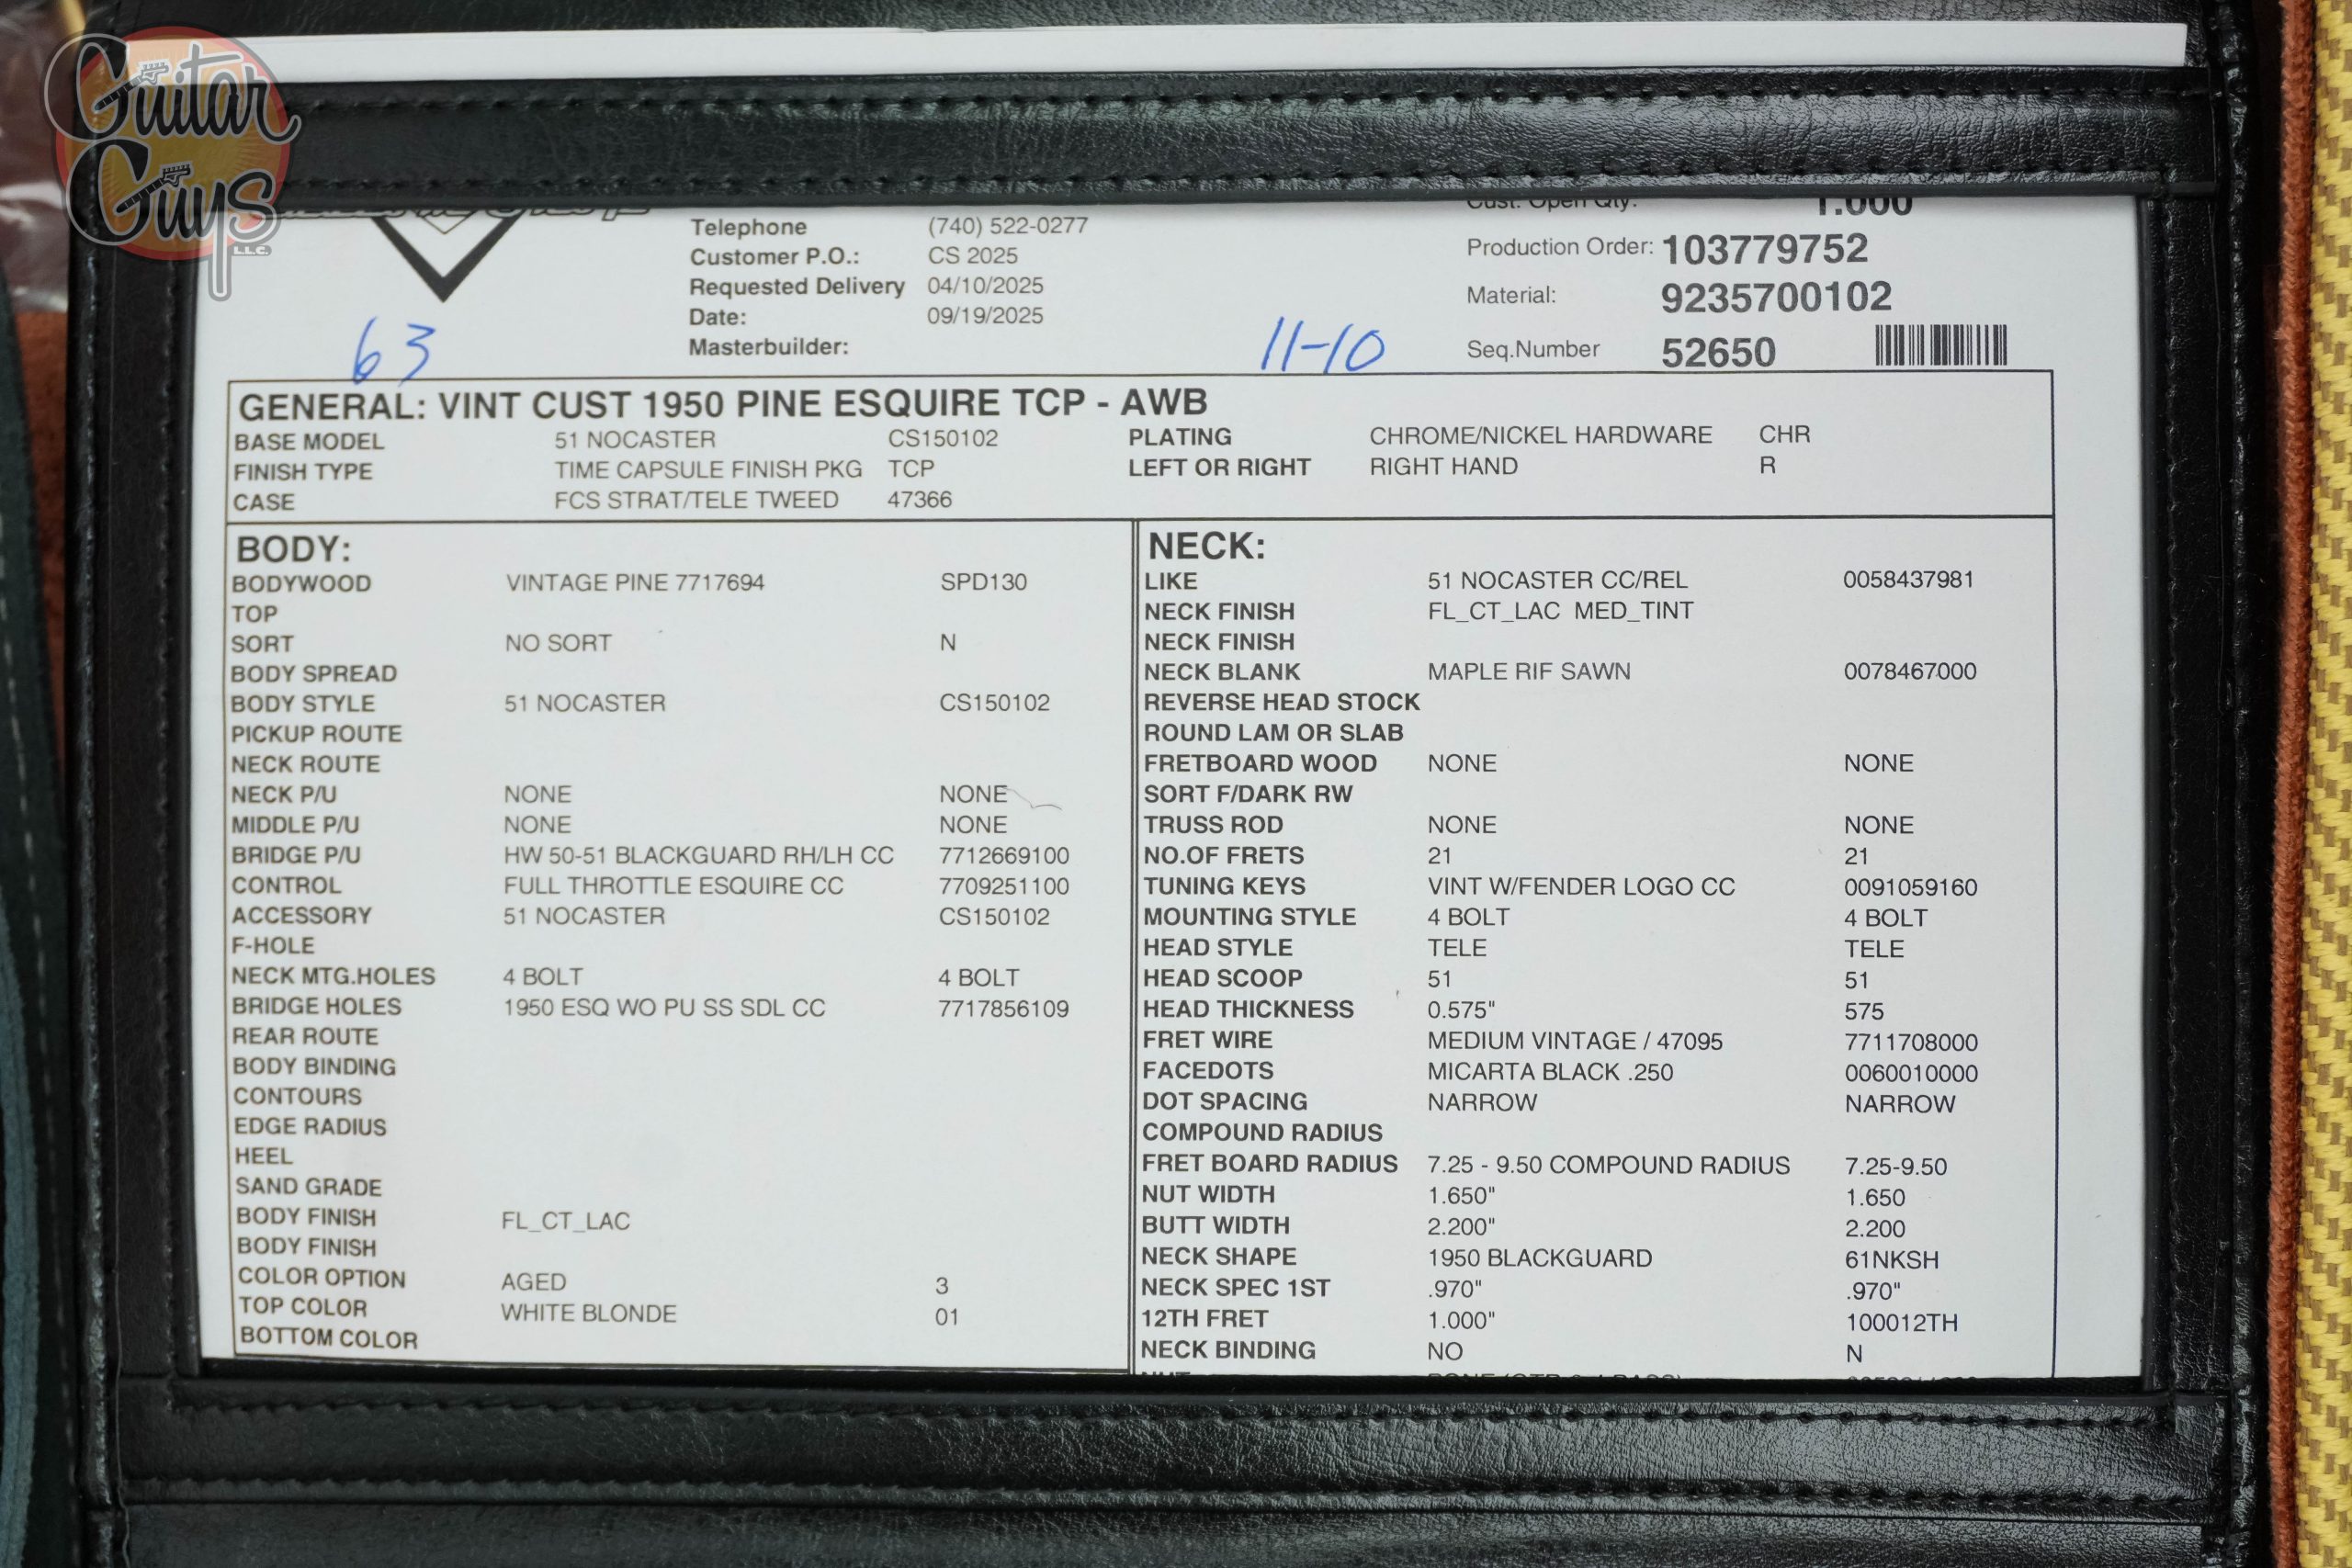 Guitar
Guys
L.L.C.
Cust. Open Qty: 1.000
Telephone (740) 522-0277
Customer P.O.: CS 2025
Requested Delivery 04/10/2025
Date: 09/19/2025
Masterbuilder:
Production Order: 103779752
Material: 9235700102
Seq.Number 52650
63
11-10
GENERAL: VINT CUST 1950 PINE ESQUIRE TCP - AWB
BASE MODEL 51 NOCASTER CS150102 PLATING CHROME/NICKEL HARDWARE CHR
FINISH TYPE TIME CAPSULE FINISH PKG TCP LEFT OR RIGHT RIGHT HAND R
CASE FCS STRAT/TELE TWEED 47366
BODY:
BODYWOOD VINTAGE PINE 7717694 SPD130
TOP
SORT NO SORT N
BODY SPREAD
BODY STYLE 51 NOCASTER CS150102
PICKUP ROUTE
NECK ROUTE
NECK P/U NONE NONE
MIDDLE P/U NONE NONE
BRIDGE P/U HW 50-51 BLACKGUARD RH/LH CC 7712669100
CONTROL FULL THROTTLE ESQUIRE CC 7709251100
ACCESSORY 51 NOCASTER CS150102
F-HOLE
NECK MTG.HOLES 4 BOLT 4 BOLT
BRIDGE HOLES 1950 ESQ WO PU SS SDL CC 7717856109
REAR ROUTE
BODY BINDING
CONTOURS
EDGE RADIUS
HEEL
SAND GRADE
BODY FINISH FL_CT_LAC
BODY FINISH
COLOR OPTION AGED 3
TOP COLOR WHITE BLONDE 01
BOTTOM COLOR
NECK:
LIKE 51 NOCASTER CC/REL 0058437981
NECK FINISH FL_CT_LAC MED_TINT
NECK FINISH
NECK BLANK MAPLE RIF SAWN 0078467000
REVERSE HEAD STOCK
ROUND LAM OR SLAB
FRETBOARD WOOD NONE NONE
SORT F/DARK RW
TRUSS ROD NONE NONE
NO.OF FRETS 21 21
TUNING KEYS VINT W/FENDER LOGO CC 0091059160
MOUNTING STYLE 4 BOLT 4 BOLT
HEAD STYLE TELE TELE
HEAD SCOOP 51 51
HEAD THICKNESS 0.575" 575
FRET WIRE MEDIUM VINTAGE / 47095 7711708000
FACEDOTS MICARTA BLACK .250 0060010000
DOT SPACING NARROW NARROW
COMPOUND RADIUS
FRET BOARD RADIUS 7.25 - 9.50 COMPOUND RADIUS 7.25-9.50
NUT WIDTH 1.650" 1.650
BUTT WIDTH 2.200" 2.200
NECK SHAPE 1950 BLACKGUARD 61NKSH
NECK SPEC 1ST .970" .970"
12TH FRET 1.000" 100012TH
NECK BINDING NO N